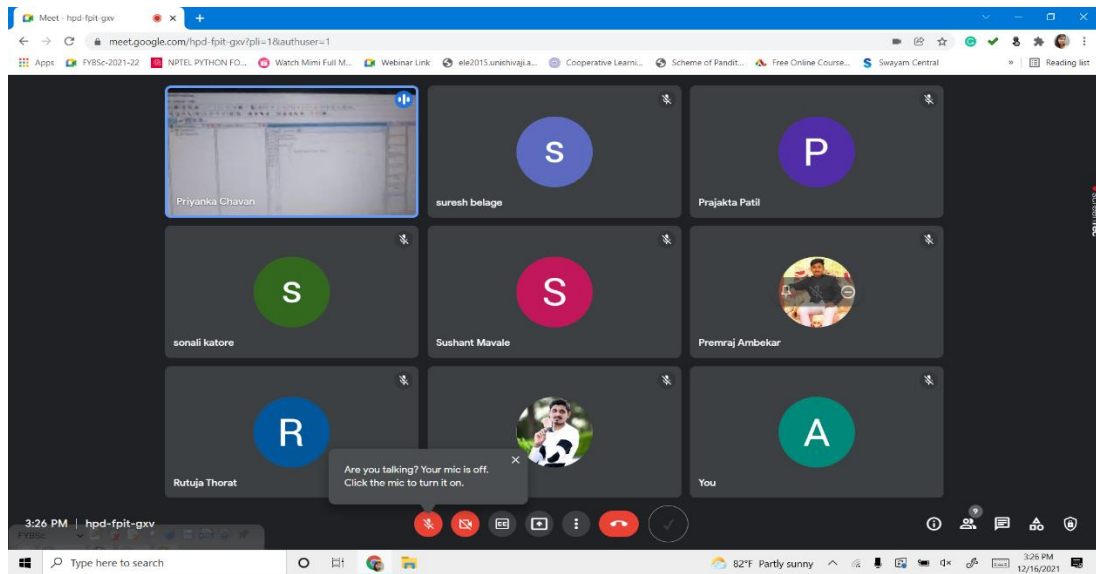 Meet - hpd-fpit-gxv
meet.google.com/hpd-fpit-gxv?pli=1&authuser=1
Apps FYBSc-2021-22 NPTEL PYTHON FO... Watch Mimi Full M... Webinar Link ele2015.unishivaji.a... Cooperative Learni... Scheme of Pandit... Free Online Course... Swayam Central » Reading list
Priyanka Chavan
s
suresh belage
P
Prajakta Patil
s
sonali katore
S
Sushant Mavale
Premraj Ambekar
R
Rutuja Thorat
A
You
Are you talking? Your mic is off.
Click the mic to turn it on.
3:26 PM | hpd-fpit-gxv
CC
9
Type here to search
82°F Partly sunny
3:26 PM
12/16/2021